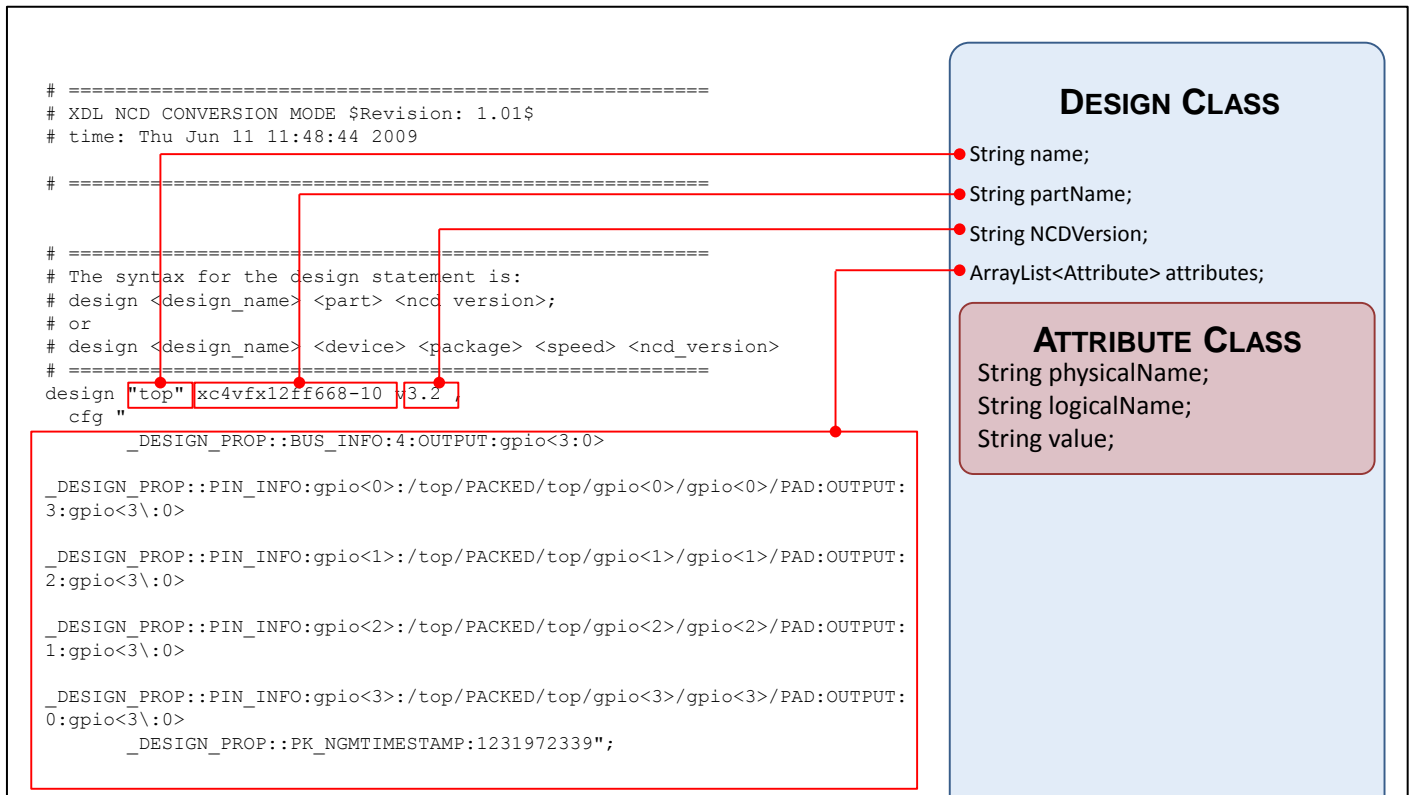 # =======================================================
# XDL NCD CONVERSION MODE $Revision: 1.01$
# time: Thu Jun 11 11:48:44 2009
# =======================================================
# =======================================================
# The syntax for the design statement is:
# design <design_name> <part> <ncd version>;
# or
# design <design_name> <device> <package> <speed> <ncd_version>
# =======================================================
design "top" xc4vfx12ff668-10 v3.2 ,
cfg "
_DESIGN_PROP::BUS_INFO:4:OUTPUT:gpio<3:0>
_DESIGN_PROP::PIN_INFO:gpio<0>:/top/PACKED/top/gpio<0>/gpio<0>/PAD:OUTPUT:
3:gpio<3\:0>
_DESIGN_PROP::PIN_INFO:gpio<1>:/top/PACKED/top/gpio<1>/gpio<1>/PAD:OUTPUT:
2:gpio<3\:0>
_DESIGN_PROP::PIN_INFO:gpio<2>:/top/PACKED/top/gpio<2>/gpio<2>/PAD:OUTPUT:
1:gpio<3\:0>
_DESIGN_PROP::PIN_INFO:gpio<3>:/top/PACKED/top/gpio<3>/gpio<3>/PAD:OUTPUT:
0:gpio<3\:0>
_DESIGN_PROP::PK_NGMTIMESTAMP:1231972339";
DESIGN CLASS
String name;
String partName;
String NCDVersion;
ArrayList<Attribute> attributes;
ATTRIBUTE CLASS
String physicalName;
String logicalName;
String value;